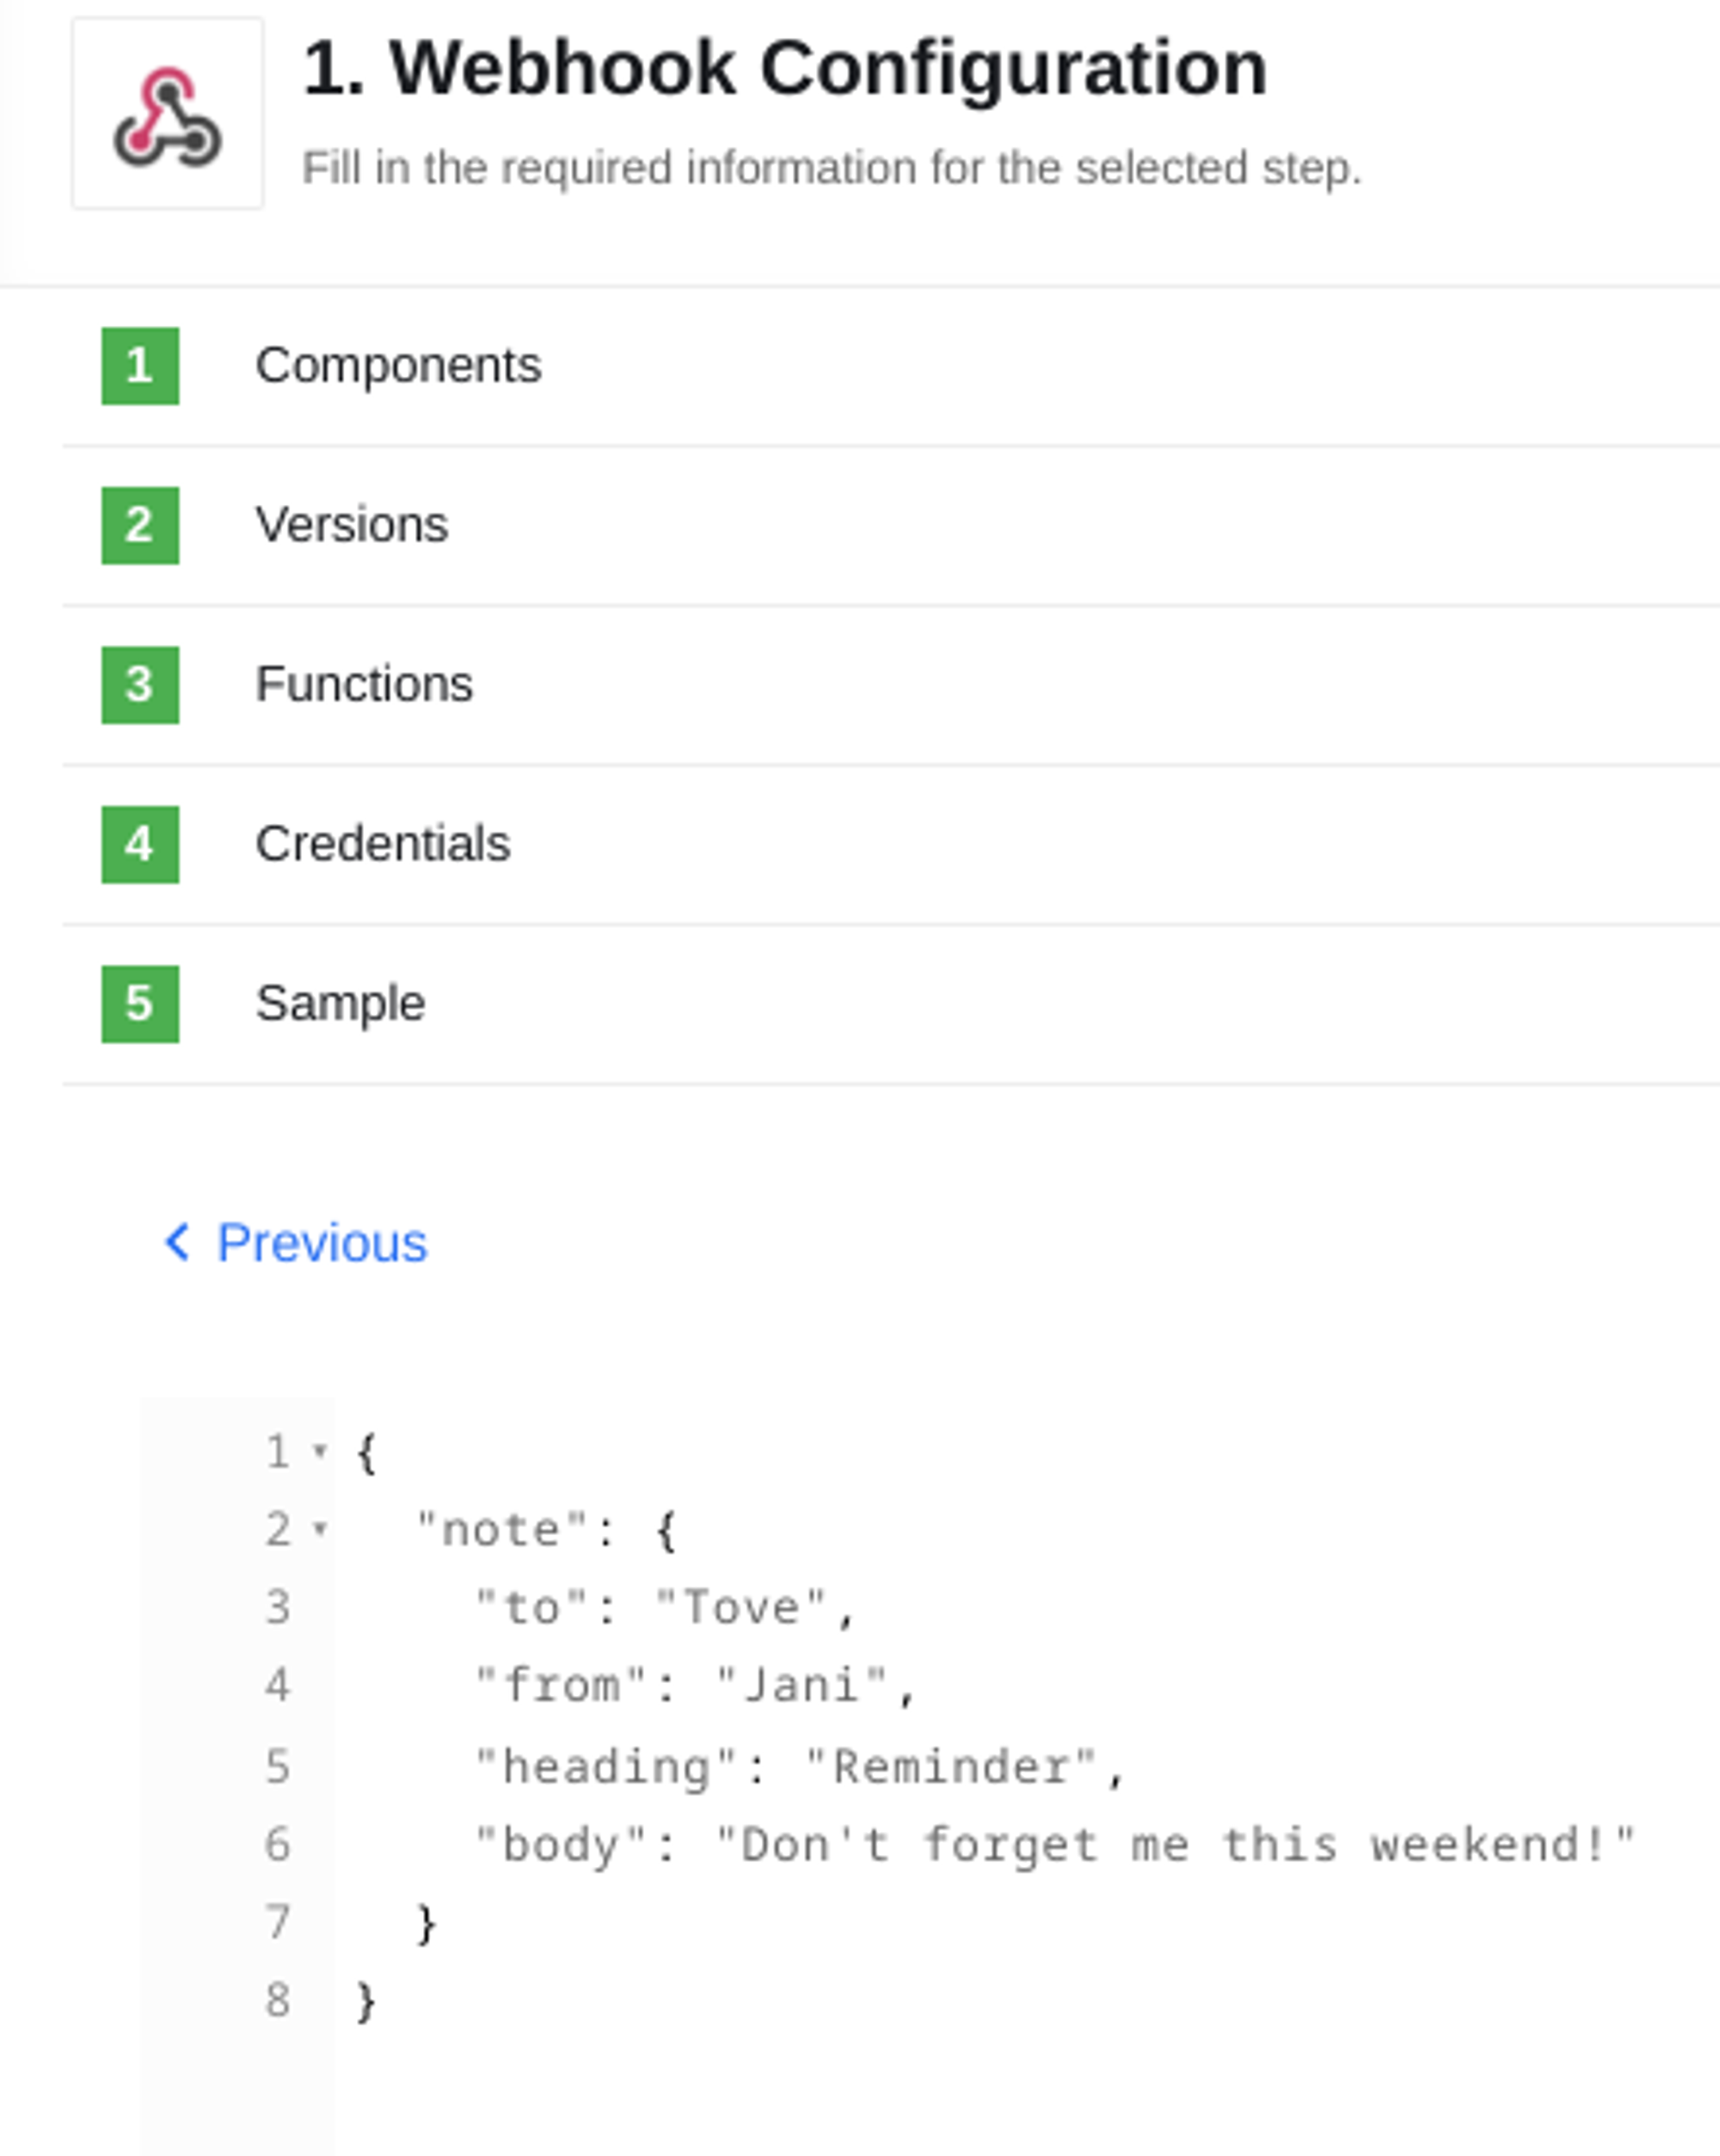 1. Webhook Configuration
Fill in the required information for the selected step.
1 Components
2 Versions
3 Functions
4 Credentials
5 Sample
Previous
1 {
2   "note": {
3     "to": "Tove",
4     "from": "Jani",
5     "heading": "Reminder",
6     "body": "Don't forget me this weekend!"
7   }
8 }